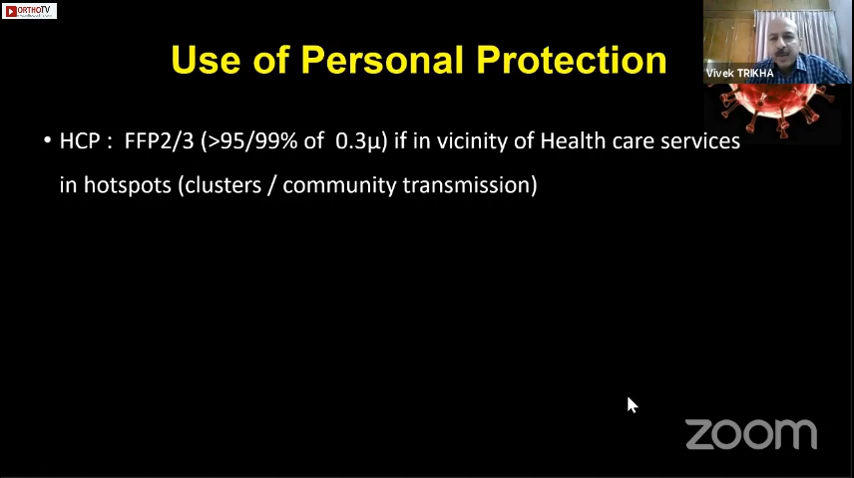 ORTHOTV
Use of Personal Protection
Vivek TRIKHA
• HCP : FFP2/3 (>95/99% of 0.3µ) if in vicinity of Health care services
in hotspots (clusters / community transmission)
zoom